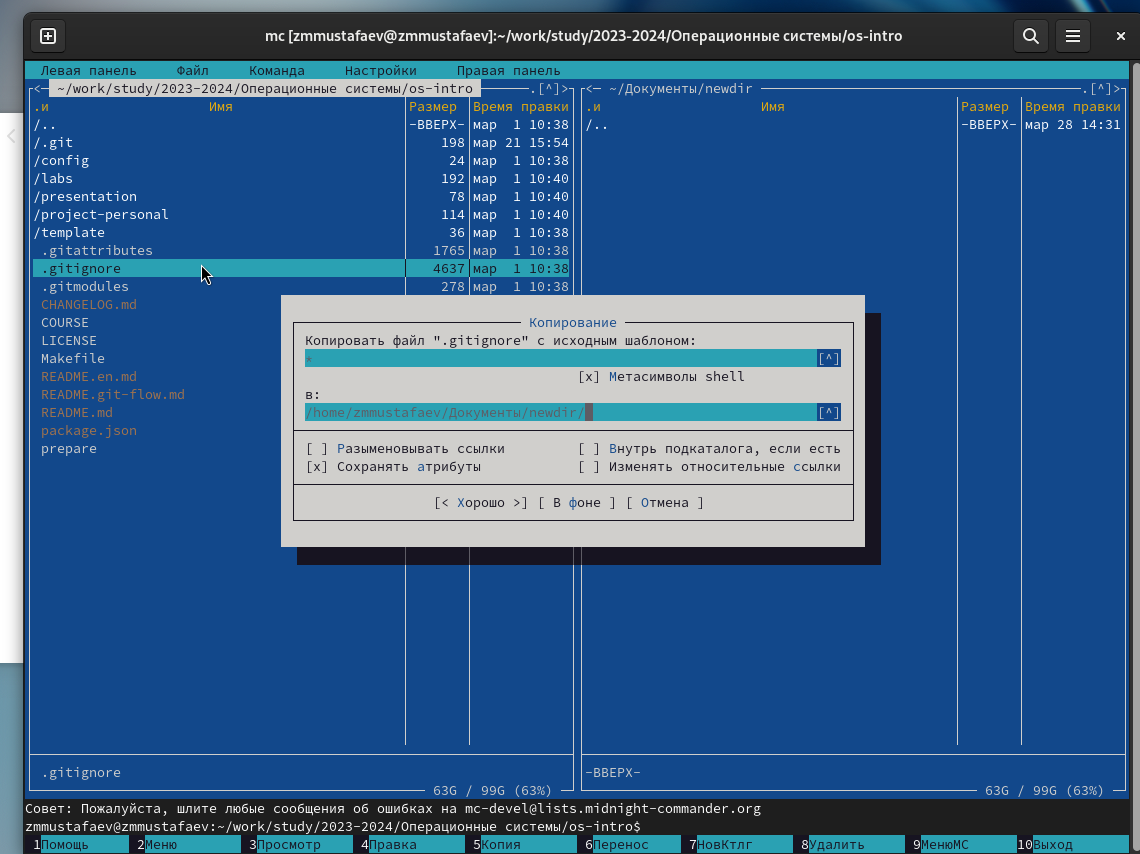 mc [zmmustafaev@zmmustafaev]:~/work/study/2023-2024/Операционные системы/os-intro
Левая панель Файл Команда Настройки Правая панель
<- ~/work/study/2023-2024/Операционные системы/os-intro .[^]>
.и Имя Размер Время правки
/.. -ВВЕРХ- мар 1 10:38
/.git 198 мар 21 15:54
/config 24 мар 1 10:38
/labs 192 мар 1 10:40
/presentation 78 мар 1 10:40
/project-personal 114 мар 1 10:40
/template 36 мар 1 10:38
.gitattributes 1765 мар 1 10:38
.gitignore 4637 мар 1 10:38
.gitmodules 278 мар 1 10:38
CHANGELOG.md
COURSE
LICENSE
Makefile
README.en.md
README.git-flow.md
README.md
package.json
prepare
.gitignore
63G / 99G (63%)
<- ~/Документы/newdir .[^]>
.и Имя Размер Время правки
/.. -ВВЕРХ- мар 28 14:31
-ВВЕРХ-
63G / 99G (63%)
Копирование
Копировать файл ".gitignore" с исходным шаблоном:
* [^]
[x] Метасимволы shell
в:
/home/zmmustafaev/Документы/newdir/ [^]
[ ] Разыменовывать ссылки [ ] Внутрь подкаталога, если есть
[x] Сохранять атрибуты [ ] Изменять относительные ссылки
[< Хорошо >] [ В фоне ] [ Отмена ]
Совет: Пожалуйста, шлите любые сообщения об ошибках на mc-devel@lists.midnight-commander.org
zmmustafaev@zmmustafaev:~/work/study/2023-2024/Операционные системы/os-intro$
1Помощь 2Меню 3Просмотр 4Правка 5Копия 6Перенос 7НовКтлг 8Удалить 9МенюМС 10Выход